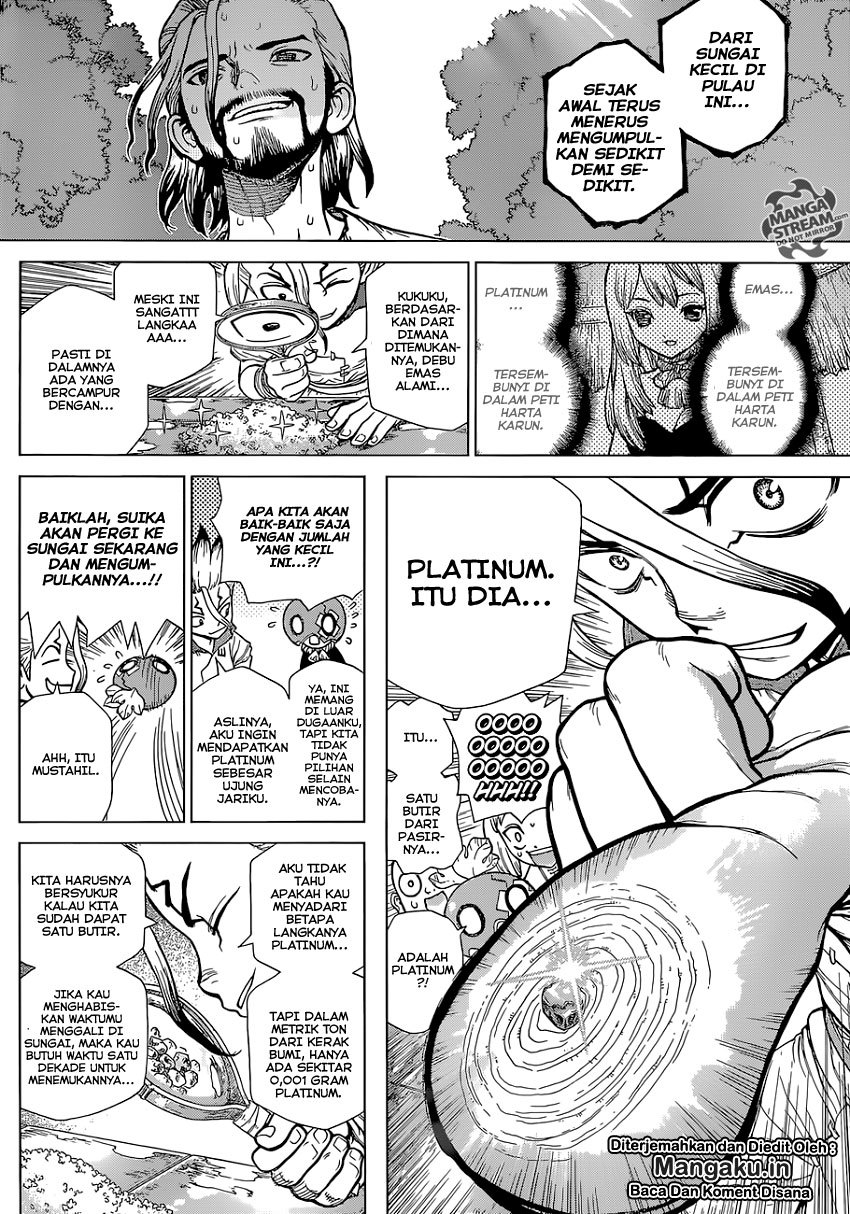 DARI
SUNGAI
KECIL DI
PULAU
INI...
SEJAK
AWAL TERUS
MENERUS
MENGUMPUL-
KAN SEDIKIT
DEMI SE-
DIKIT.
MANGA
STREAM.com
DO NOT MIRROR
EMAS...
TERSEM-
BUNYI DI
DALAM PETI
HARTA
KARUN.
PLATINUM
...
TERSEM-
BUNYI DI
DALAM PETI
HARTA
KARUN.
KUKUKU,
BERDASAR-
KAN DARI
DIMANA
DITEMUKAN-
NYA, DEBU
EMAS
ALAMI...
MESKI INI
SANGATTT
LANGKAA
AAA...
PASTI DI
DALAMNYA
ADA YANG
BERCAMPUR
DENGAN...
PLATINUM.
ITU DIA...
OOOO
OOOOO
OOOOO
HHH!!
ITU...
SATU
BUTIR
DARI
PASIR-
NYA...
ADALAH
PLATINUM
?!
APA KITA AKAN
BAIK-BAIK SAJA
DENGAN JUMLAH
YANG KECIL
INI...?!
YA, INI
MEMANG
DI LUAR
DUGAANKU,
TAPI KITA
TIDAK
PUNYA
PILIHAN
SELAIN
MENCOBA-
NYA.
ASLINYA,
AKU INGIN
MENDAPATKAN
PLATINUM
SEBESAR
UJUNG
JARIKU.
BAIKLAH, SUIKA
AKAN PERGI KE
SUNGAI SEKARANG
DAN MENGUM-
PULKANNYA...!!
AHH, ITU
MUSTAHIL.
AKU TIDAK
TAHU
APAKAH KAU
MENYADARI
BETAPA
LANGKANYA
PLATINUM...
TAPI DALAM
METRIK TON
DARI KERAK
BUMI, HANYA
ADA SEKITAR
0,001 GRAM
PLATINUM.
KITA HARUSNYA
BERSYUKUR
KALAU KITA
SUDAH DAPAT
SATU BUTIR.
JIKA KAU
MENGHABIS-
KAN WAKTUMU
MENGGALI DI
SUNGAI, MAKA KAU
BUTUH WAKTU SATU
DEKADE UNTUK
MENEMUKANNYA...
Diterjemahkan dan Diedit Oleh :
Mangaku.in
Baca Dan Koment Disana